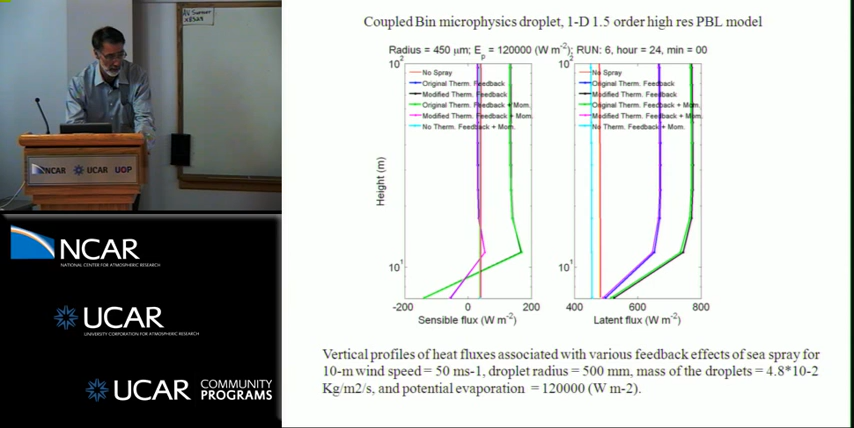 Coupled Bin microphysics droplet, 1-D 1.5 order high res PBL model
Radius = 450 μm; Ep = 120000 (W m-2); RUN: 6, hour = 24, min = 00
10²
No Spray
Original Therm. Feedback
Modified Therm. Feedback
Original Therm. Feedback + Mom.
Modified Therm. Feedback + Mom.
No Therm. Feedback + Mom.
Height (m)
10¹
-200 0 200
Sensible flux (W m-2)
10²
No Spray
Original Therm. Feedback
Modified Therm. Feedback
Original Therm. Feedback + Mom.
Modified Therm. Feedback + Mom.
No Therm. Feedback + Mom.
10¹
400 600 800
Latent flux (W m-2)
Vertical profiles of heat fluxes associated with various feedback effects of sea spray for
10-m wind speed = 50 ms-1, droplet radius = 500 mm, mass of the droplets = 4.8*10-2
Kg/m2/s, and potential evaporation = 120000 (W m-2).
NCAR UCAR UOP
NCAR
NATIONAL CENTER FOR ATMOSPHERIC RESEARCH
UCAR
UNIVERSITY CORPORATION FOR ATMOSPHERIC RESEARCH
UCAR COMMUNITY
PROGRAMS